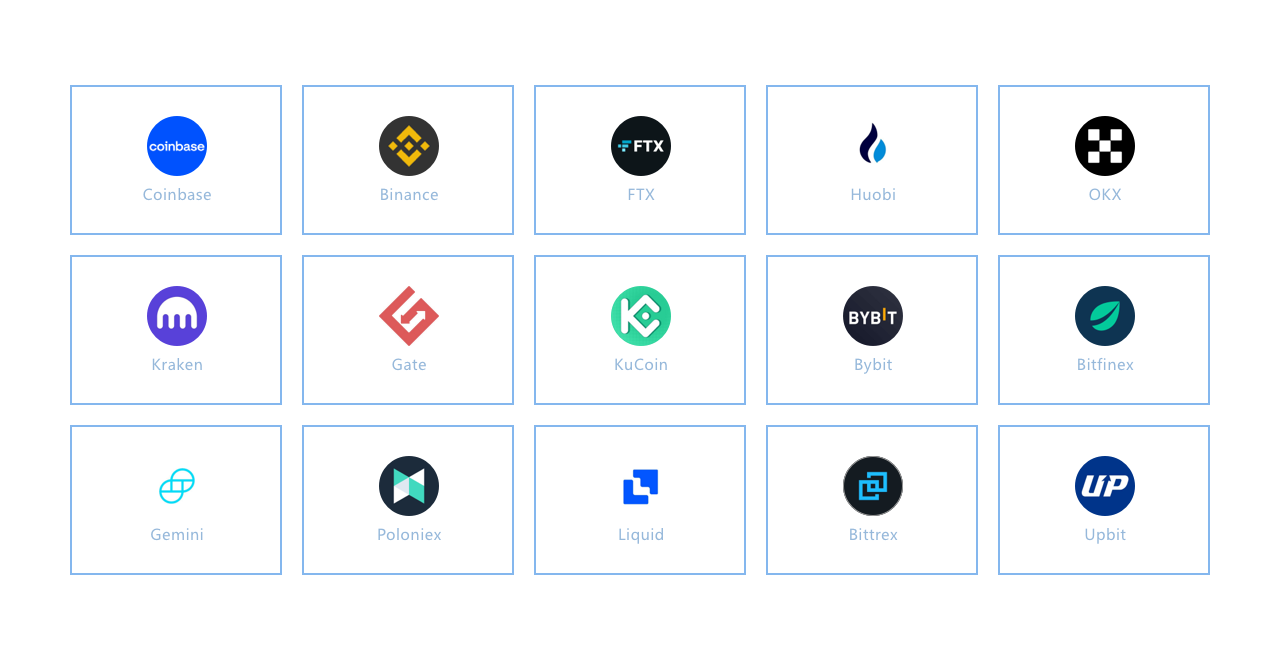 coinbase
Coinbase
Binance
FTX
FTX
Huobi
OKX
Kraken
Gate
KuCoin
BYBIT
Bybit
Bitfinex
Gemini
Poloniex
Liquid
Bittrex
UP
Upbit